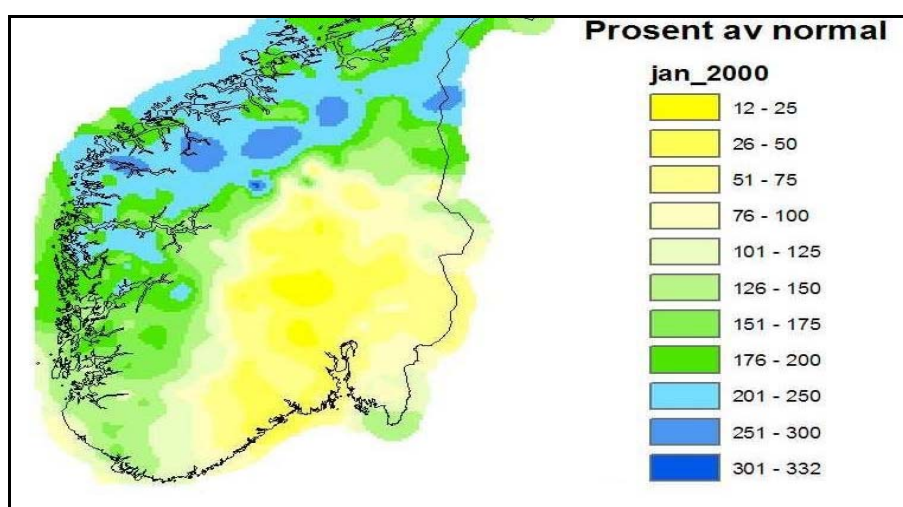 Prosent av normal
jan_2000
12 - 25
26 - 50
51 - 75
76 - 100
101 - 125
126 - 150
151 - 175
176 - 200
201 - 250
251 - 300
301 - 332